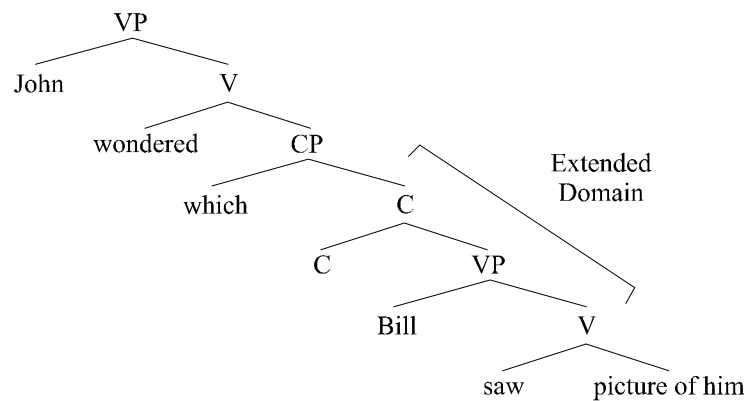 VP
John
V
wondered
CP
Extended
Domain
which
C
C
VP
Bill
V
saw
picture of him